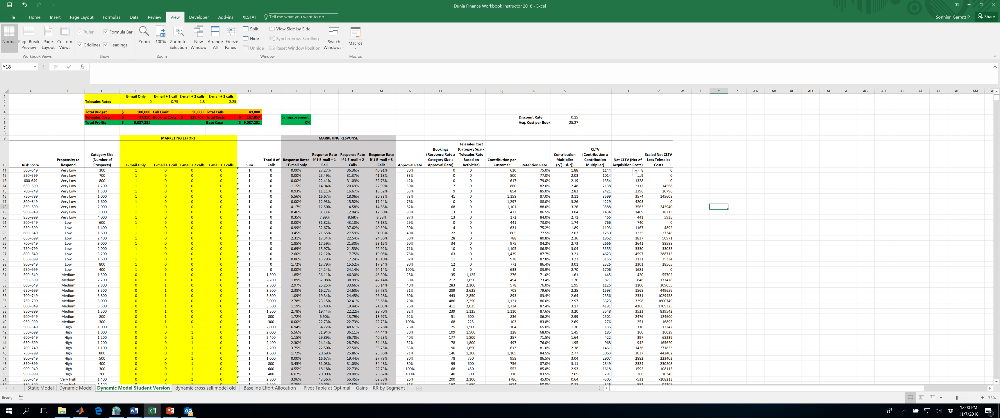 Dunia Finance Workbook Instructor 2018 - Excel
File Home Insert Page Layout Formulas Data Review View Developer Add-ins XLSTAT Tell me what you want to do... Sonnier, Garrett P Share
Normal Page Break Preview Page Layout Custom Views
Workbook Views
Ruler Formula Bar
Gridlines Headings
Show
Zoom 100% Zoom to Selection
Zoom
New Window Arrange All Freeze Panes
Split View Side by Side
Hide Synchronous Scrolling
Unhide Reset Window Position
Switch Windows
Window
Macros
Macros
Y18 fx
A B C D E F G H I J K L M N O P Q R S T U V W X Y Z AA AB AC AD AE AF AG AH AI AJ AK AL AM A
1 E-mail Only E-mail + 1 call E-mail + 2 calls E-mail + 3 calls
2 Telesales Rates 0 0.75 1.5 2.25
3
4 Total Budget $ 100,000 Call Limit 50,000 Total Calls 49,800
5 Telesales Costs $ 37,350 Booking Costs $ 129,707 Total Costs $ 167,057 % Improvement Discount Rate 0.15
6 Total Profits $ 9,087,231 Base Case $ 9,087,231 0% Acq. Cost per Book 25.27
7
8
9 MARKETING EFFORT MARKETING RESPONSE
10 Risk Score Propensity to Respond Category Size (Number of Prospects) E-mail Only E-mail + 1 call E-mail + 2 calls E-mail + 3 calls Sum Total # of Calls Response Rate: 1 E-mail only Response Rate if 1 E-mail + 1 Call Response Rate if 1 E-mail + 2 Calls Response Rate if 1 E-mail + 3 Calls Approval Rate Bookings (Response Rate x Category Size x Approval Rate) Telesales Cost (Category Size x Telesales Rate Based on Activities) Contribution per Customer Retention Rate Contribution Multiplier (r/(1+d-r)) CLTV (Contribution x Contribution Multiplier) Net CLTV (Net of Acquisition Costs) Scaled Net CLTV Less Telesales Costs
11 500–549 Very Low 300 1 0 0 0 1 0 0.00% 27.27% 36.36% 40.91% 30% 0 0 610 75.0% 1.88 1144 8 0
12 550–599 Very Low 700 1 0 0 0 1 0 0.00% 25.49% 31.37% 41.18% 33% 0 0 500 77.0% 2.03 1014 0
13 600-649 Very Low 800 1 0 0 0 1 0 0.00% 22.41% 31.03% 32.76% 42% 0 0 617 79.0% 2.19 1354 1328 0
14 650–699 Very Low 1,200 1 0 0 0 1 0 1.15% 14.94% 20.69% 22.99% 50% 7 0 860 82.0% 2.48 2138 2112 14568
15 700–749 Very Low 1,500 1 0 0 0 1 0 0.93% 11.11% 16.67% 18.52% 63% 9 0 854 85.0% 2.83 2421 2396 20796
16 750–799 Very Low 1,000 1 0 0 0 1 0 5.56% 16.67% 18.06% 20.83% 73% 41 0 1,158 87.0% 3.11 3599 3574 145608
17 800–849 Very Low 1,600 1 0 0 0 1 0 0.00% 12.93% 15.52% 17.24% 76% 0 0 1,297 88.0% 3.26 4229 4203 0
18 850–899 Very Low 2,000 1 0 0 0 1 0 4.17% 12.50% 14.58% 14.58% 82% 68 0 1,101 88.0% 3.26 3588 3563 242940
19 900–949 Very Low 3,000 1 0 0 0 1 0 0.46% 8.33% 12.04% 12.50% 93% 13 0 472 86.5% 3.04 1434 1409 18213
20 950–999 Very Low 4,000 1 0 0 0 1 0 0.35% 7.99% 8.68% 9.38% 97% 13 0 172 84.0% 2.71 466 441 5935
21 500–549 Low 600 1 0 0 0 1 0 0.00% 31.82% 43.18% 43.18% 29% 0 0 441 73.0% 1.74 766 740 0
22 550–599 Low 1,400 1 0 0 0 1 0 0.99% 32.67% 37.62% 40.59% 30% 4 0 631 75.2% 1.89 1193 1167 4892
23 600–649 Low 1,600 1 0 0 0 1 0 3.45% 21.55% 27.59% 31.03% 40% 22 0 605 77.5% 2.07 1250 1225 27348
24 650–699 Low 2,400 1 0 0 0 1 0 2.31% 17.34% 22.54% 24.86% 50% 28 0 788 80.8% 2.36 1862 1837 50971
25 700–749 Low 3,000 1 0 0 0 1 0 1.85% 17.59% 21.30% 23.15% 60% 34 0 975 84.2% 2.73 2666 2641 88588
26 750–799 Low 2,000 1 0 0 0 1 0 0.69% 15.97% 21.53% 22.92% 71% 10 0 1,105 86.5% 3.04 3355 3330 33033
27 800–849 Low 3,200 1 0 0 0 1 0 2.60% 12.12% 17.75% 19.05% 76% 63 0 1,439 87.7% 3.21 4623 4597 288713
28 850–899 Low 1,600 1 0 0 0 1 0 0.86% 13.79% 17.24% 18.10% 82% 11 0 978 87.8% 3.23 3156 3131 35334
29 900–949 Low 800 1 0 0 0 1 0 1.72% 13.79% 15.52% 17.24% 90% 12 0 772 86.4% 3.01 2326 2301 28565
30 950–999 Low 400 1 0 0 0 1 0 0.00% 24.14% 24.14% 24.14% 100% 0 0 633 83.9% 2.70 1706 1681 0
31 500–549 Medium 1,500 0 1 0 0 1 1,500 1.85% 36.11% 46.30% 46.30% 25% 135 1,125 276 71.0% 1.61 445 420 55702
32 550–599 Medium 2,200 0 1 0 0 1 2,200 1.89% 32.08% 38.99% 42.14% 30% 212 1,650 494 73.4% 1.76 871 846 177478
33 600–649 Medium 2,800 0 1 0 0 1 2,800 2.97% 25.25% 33.66% 36.14% 40% 283 2,100 578 76.0% 1.95 1126 1100 309055
34 650–699 Medium 3,500 0 1 0 0 1 3,500 2.38% 16.27% 24.60% 27.78% 51% 289 2,625 708 79.6% 2.25 1593 1568 449656
35 700–749 Medium 3,800 0 1 0 0 1 3,800 1.09% 19.34% 24.45% 26.28% 60% 443 2,850 893 83.4% 2.64 2356 2331 1029458
36 750–799 Medium 3,000 0 1 0 0 1 3,000 2.78% 23.15% 32.41% 35.65% 70% 486 2,250 1,121 86.0% 2.97 3323 3298 1600749
37 800–849 Medium 3,500 0 1 0 0 1 3,500 1.19% 15.48% 19.44% 21.03% 76% 411 2,625 1,324 87.4% 3.17 4191 4166 1709325
38 850–899 Medium 1,500 0 1 0 0 1 1,500 2.78% 19.44% 22.22% 28.70% 82% 239 1,125 1,110 87.6% 3.20 3548 3523 839542
39 900–949 Medium 800 0 1 0 0 1 800 1.72% 6.90% 13.79% 18.97% 92% 51 600 836 86.2% 2.99 2501 2476 124600
40 950–999 Medium 300 0 1 0 0 1 300 0.00% 22.73% 22.73% 22.73% 100% 68 225 103 83.8% 2.69 276 251 16895
41 500–549 High 1,000 0 0 1 0 1 2,000 6.94% 34.72% 48.61% 52.78% 26% 125 1,500 104 65.0% 1.30 136 110 12242
42 550–599 High 1,000 0 0 1 0 1 2,000 5.56% 31.94% 36.11% 44.44% 30% 109 1,500 128 68.0% 1.45 185 160 16029
43 600–649 High 1,200 0 0 1 0 1 2,400 1.15% 29.89% 36.78% 40.23% 40% 177 1,800 257 71.5% 1.64 422 397 68239
44 650–699 High 1,200 0 0 1 0 1 2,400 2.30% 24.14% 28.74% 34.48% 52% 178 1,800 497 76.0% 1.95 968 942 165620
45 700–749 High 1,100 0 0 1 0 1 2,200 3.75% 22.50% 27.50% 33.75% 63% 190 1,650 613 81.0% 2.38 1461 1436 271833
46 750–799 High 800 0 0 1 0 1 1,600 1.72% 20.69% 25.86% 25.86% 71% 146 1,200 1,105 84.5% 2.77 3063 3037 442402
47 800–849 High 500 0 0 1 0 1 1,000 0.00% 16.67% 19.44% 27.78% 80% 78 750 958 86.5% 3.04 2907 2882 223403
48 850–999 High 400 0 0 1 0 1 800 3.45% 31.03% 31.03% 34.48% 80% 99 600 756 87.0% 3.11 2349 2324 230208
49 900–949 High 300 0 0 1 0 1 600 4.55% 18.18% 22.73% 22.73% 100% 68 450 552 85.8% 2.93 1618 1592 108113
50 950–999 High 200 0 0 1 0 1 400 6.67% 20.00% 20.00% 26.67% 100% 40 300 110 83.5% 2.65 291 266 10346
51 500–549 Very High 1,400 0 0 1 0 1 2,800 3.96% 43.56% 55.45% 62.38% 26% 200 2,100 (786) 45.0% 0.64 -505 -531 -108213
Static Model Dynamic Model Dynamic Model Student Version dynamic cross sell model old Baseline Effort Allocation Pivot Table at Optimal Gains RR by Segment
Ready 75%
12:00 PM
11/7/2018